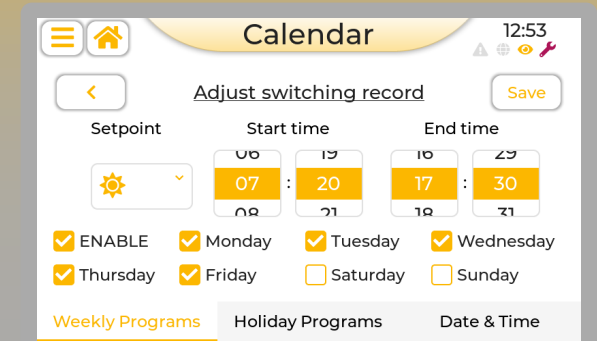 Calendar
12:53
Adjust switching record
Save
Setpoint Start time End time
06 19 16 29
07 : 20 17 : 30
08 21 18 31
ENABLE Monday Tuesday Wednesday
Thursday Friday Saturday Sunday
Weekly Programs Holiday Programs Date & Time